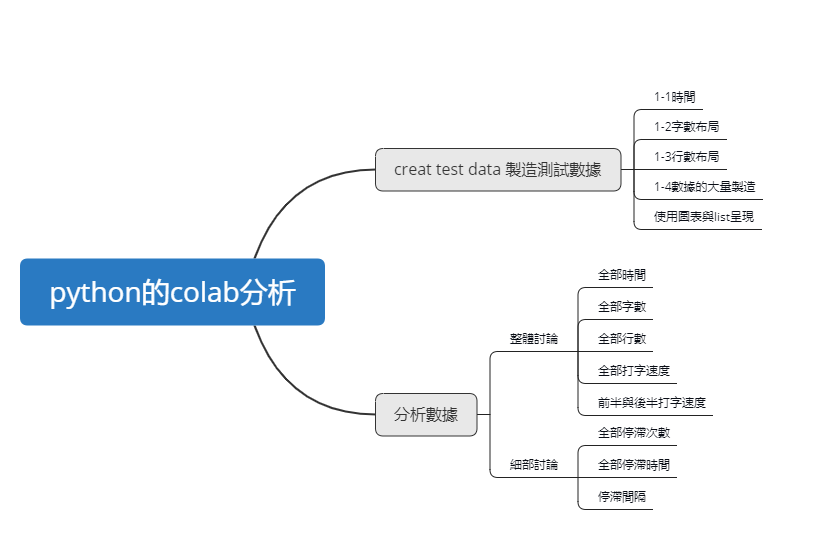 python的colab分析
creat test data 製造測試數據
1-1時間
1-2字數布局
1-3行數布局
1-4數據的大量製造
使用圖表與list呈現
分析數據
整體討論
全部時間
全部字數
全部行數
全部打字速度
前半與後半打字速度
細部討論
全部停滯次數
全部停滯時間
停滯間隔